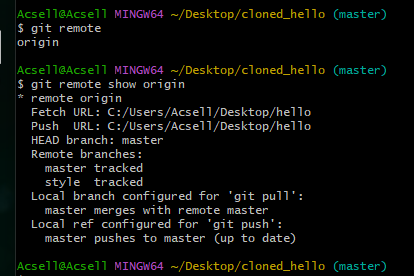 Acsell@Acsell MINGW64 ~/Desktop/cloned_hello (master)
$ git remote
origin
Acsell@Acsell MINGW64 ~/Desktop/cloned_hello (master)
$ git remote show origin
* remote origin
  Fetch URL: C:/Users/Acsell/Desktop/hello
  Push  URL: C:/Users/Acsell/Desktop/hello
  HEAD branch: master
  Remote branches:
    master tracked
    style  tracked
  Local branch configured for 'git pull':
    master merges with remote master
  Local ref configured for 'git push':
    master pushes to master (up to date)
Acsell@Acsell MINGW64 ~/Desktop/cloned_hello (master)